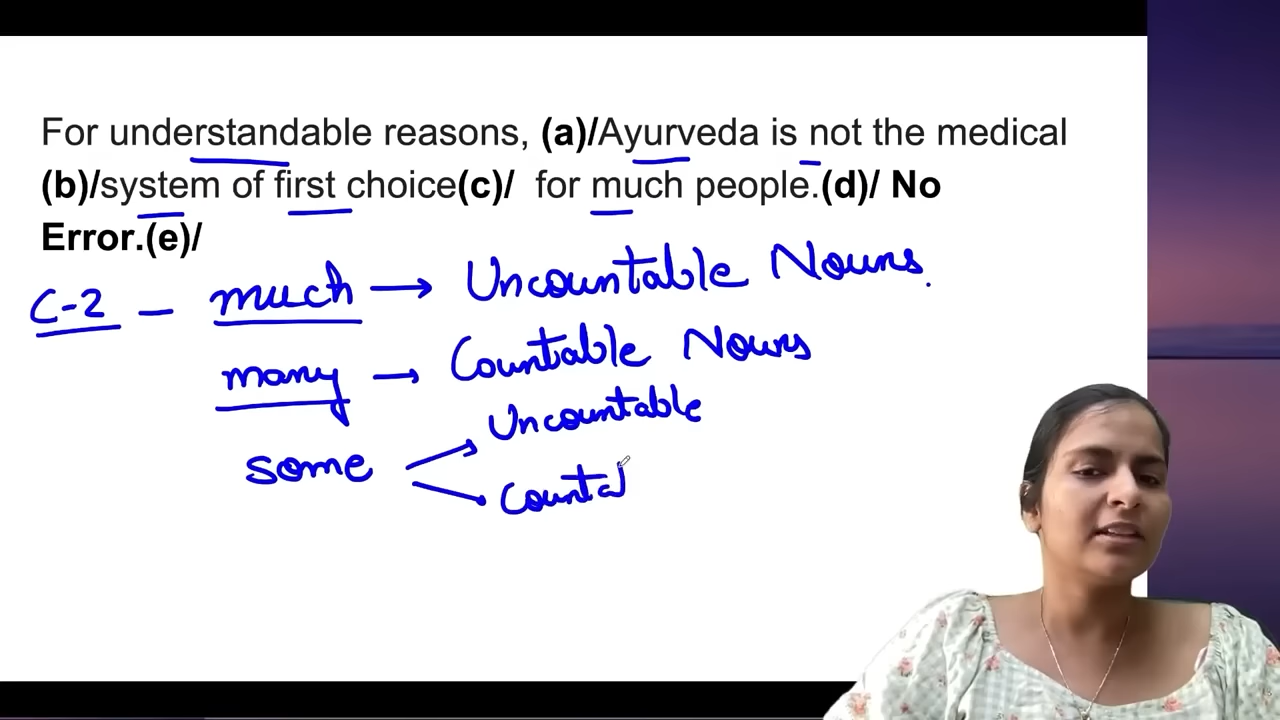 For understandable reasons, (a)/Ayurveda is not the medical
(b)/system of first choice(c)/ for much people.(d)/ No
Error.(e)/
C-2 - much → Uncountable Nouns.
many → Countable Nouns
Uncountable
some
Counta